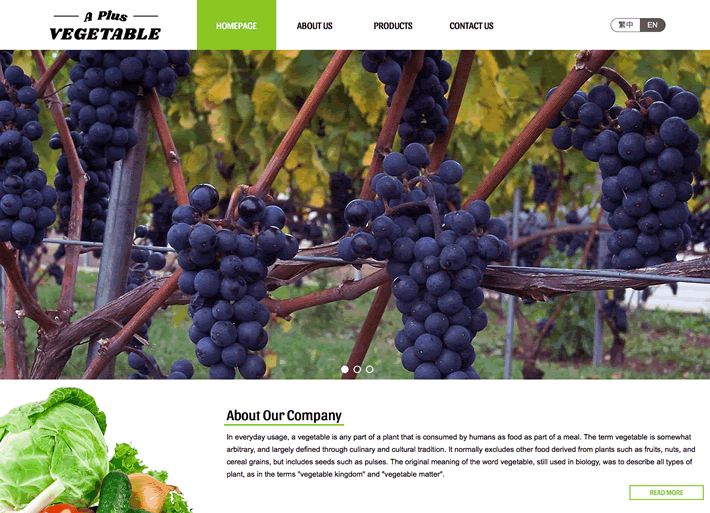 A Plus
VEGETABLE
HOMEPAGE
ABOUT US
PRODUCTS
CONTACT US
繁中
EN
About Our Company
In everyday usage, a vegetable is any part of a plant that is consumed by humans as food as part of a meal. The term vegetable is somewhat
arbitrary, and largely defined through culinary and cultural tradition. It normally excludes other food derived from plants such as fruits, nuts, and
cereal grains, but includes seeds such as pulses. The original meaning of the word vegetable, still used in biology, was to describe all types of
plant, as in the terms "vegetable kingdom" and "vegetable matter".
READ MORE